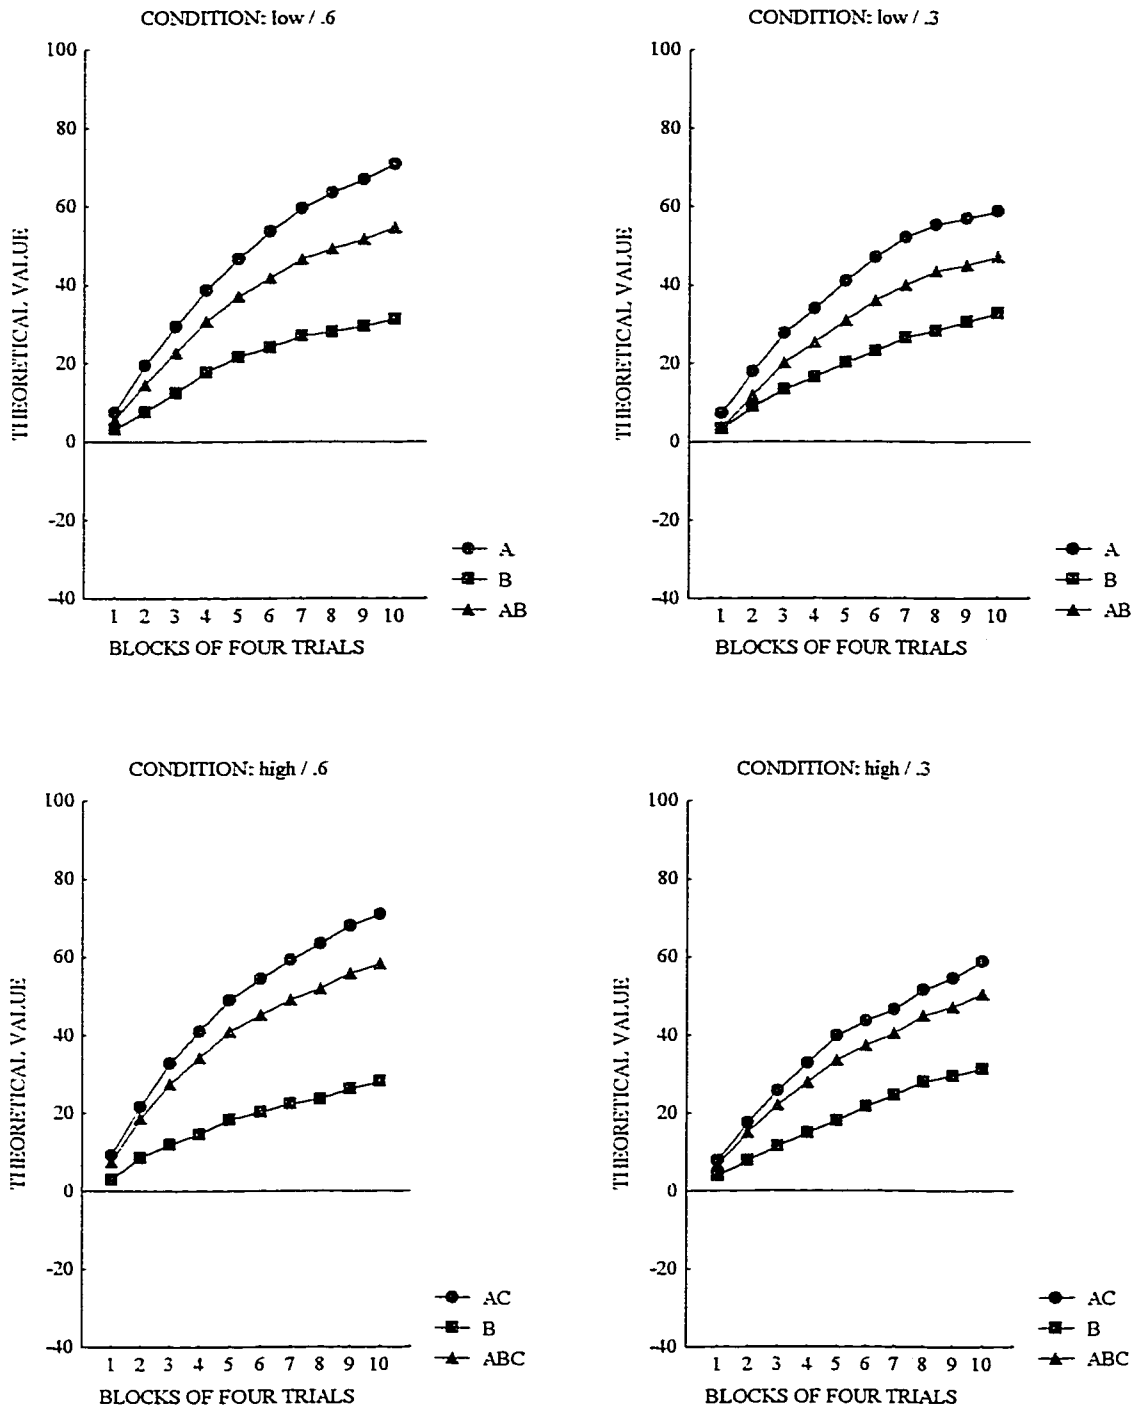 CONDITION: low / .6
100
80
60
40
20
0
-20
-40
THEORETICAL VALUE
1 2 3 4 5 6 7 8 9 10
BLOCKS OF FOUR TRIALS
A
B
AB
CONDITION: low / .3
100
80
60
40
20
0
-20
-40
THEORETICAL VALUE
1 2 3 4 5 6 7 8 9 10
BLOCKS OF FOUR TRIALS
A
B
AB
CONDITION: high / .6
100
80
60
40
20
0
-20
-40
THEORETICAL VALUE
1 2 3 4 5 6 7 8 9 10
BLOCKS OF FOUR TRIALS
AC
B
ABC
CONDITION: high / .3
100
80
60
40
20
0
-20
-40
THEORETICAL VALUE
1 2 3 4 5 6 7 8 9 10
BLOCKS OF FOUR TRIALS
AC
B
ABC